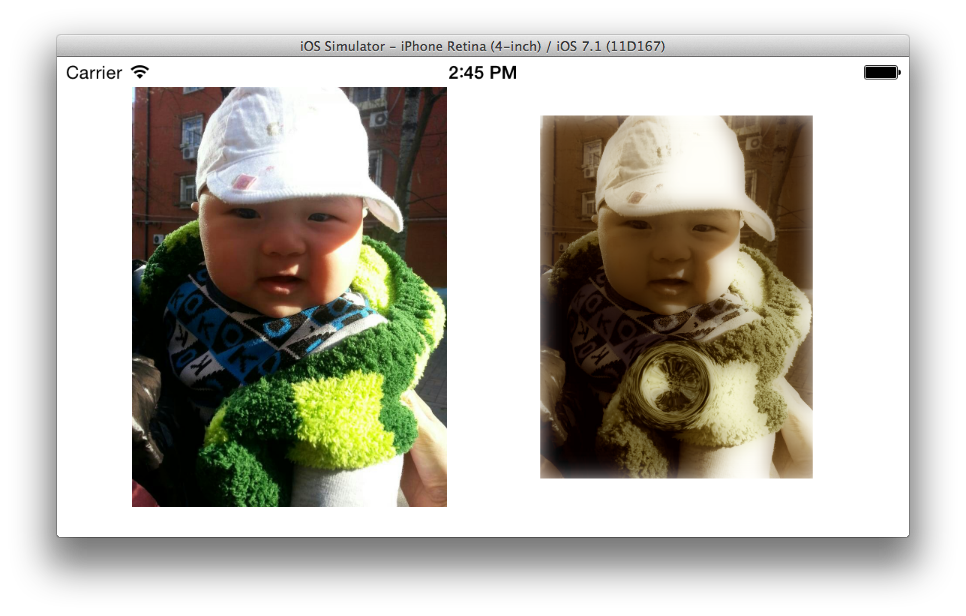 iOS Simulator - iPhone Retina (4-inch) / iOS 7.1 (11D167)
Carrier 2:45 PM